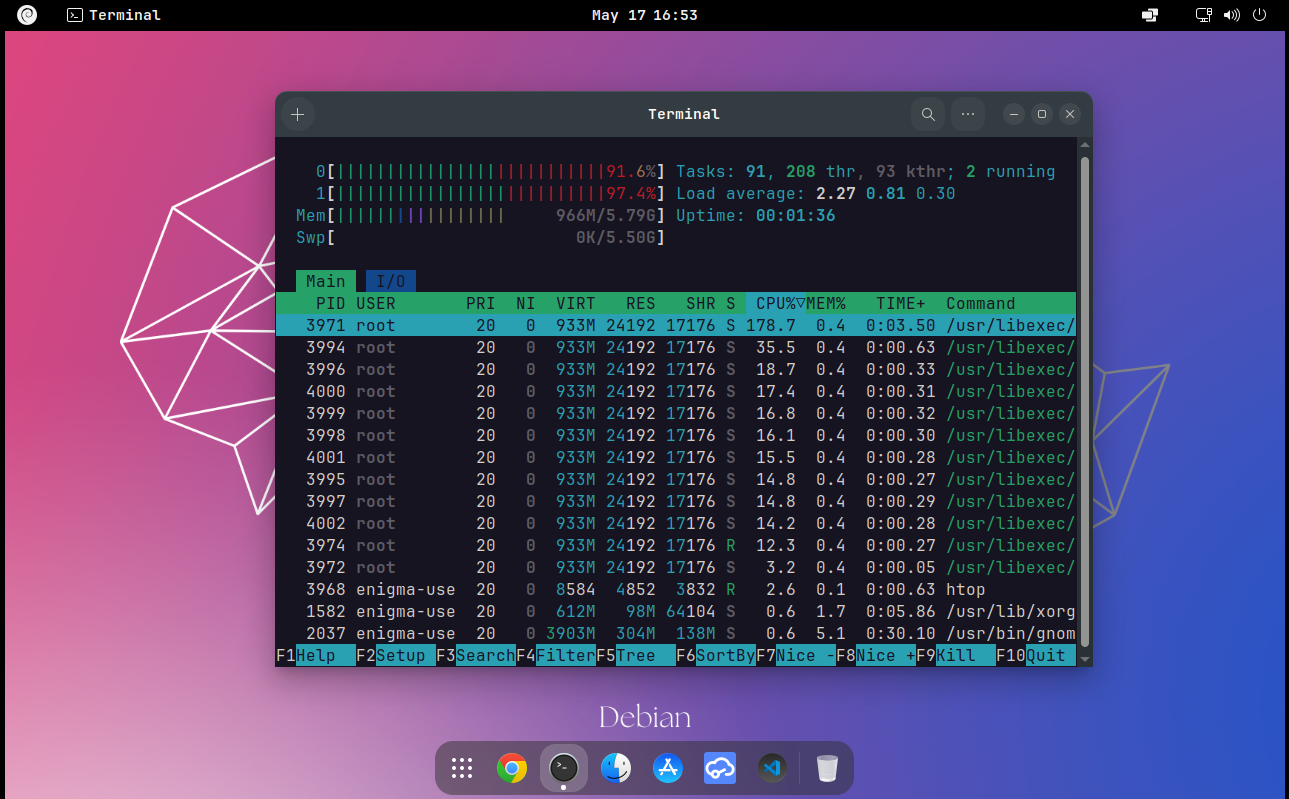 Terminal
May 17 16:53
Terminal
0[||||||||||||||||||||||||||91.6%] Tasks: 91, 208 thr, 93 kthr; 2 running
1[||||||||||||||||||||||||||97.4%] Load average: 2.27 0.81 0.30
Mem[||||||||||||||||| 966M/5.79G] Uptime: 00:01:36
Swp[ 0K/5.50G]
Main I/O
PID USER PRI NI VIRT RES SHR S CPU%▽MEM% TIME+ Command
3971 root 20 0 933M 24192 17176 S 178.7 0.4 0:03.50 /usr/libexec/
3994 root 20 0 933M 24192 17176 S 35.5 0.4 0:00.63 /usr/libexec/
3996 root 20 0 933M 24192 17176 S 18.7 0.4 0:00.33 /usr/libexec/
4000 root 20 0 933M 24192 17176 S 17.4 0.4 0:00.31 /usr/libexec/
3999 root 20 0 933M 24192 17176 S 16.8 0.4 0:00.32 /usr/libexec/
3998 root 20 0 933M 24192 17176 S 16.1 0.4 0:00.30 /usr/libexec/
4001 root 20 0 933M 24192 17176 S 15.5 0.4 0:00.28 /usr/libexec/
3995 root 20 0 933M 24192 17176 S 14.8 0.4 0:00.27 /usr/libexec/
3997 root 20 0 933M 24192 17176 S 14.8 0.4 0:00.29 /usr/libexec/
4002 root 20 0 933M 24192 17176 S 14.2 0.4 0:00.28 /usr/libexec/
3974 root 20 0 933M 24192 17176 R 12.3 0.4 0:00.27 /usr/libexec/
3972 root 20 0 933M 24192 17176 S 3.2 0.4 0:00.05 /usr/libexec/
3968 enigma-use 20 0 8584 4852 3832 R 2.6 0.1 0:00.63 htop
1582 enigma-use 20 0 612M 98M 64104 S 0.6 1.7 0:05.86 /usr/lib/xorg
2037 enigma-use 20 0 3903M 304M 138M S 0.6 5.1 0:30.10 /usr/bin/gnom
F1Help F2Setup F3SearchF4FilterF5Tree F6SortByF7Nice -F8Nice +F9Kill F10Quit
Debian